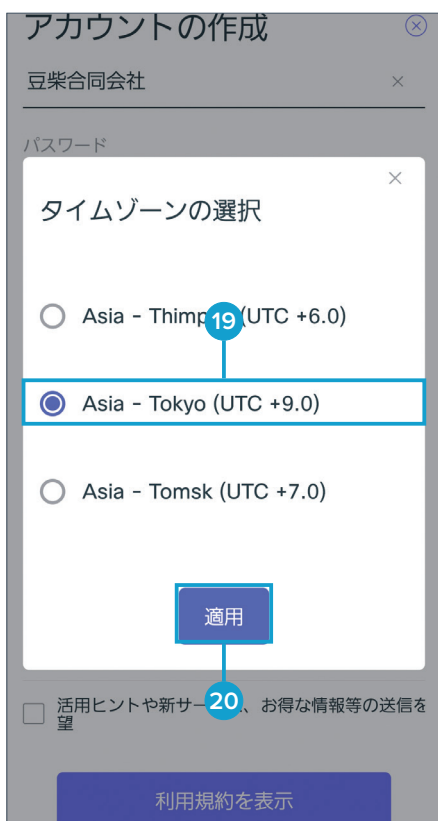 アカウントの作成
豆柴合同会社
パスワード
タイムゾーンの選択
Asia - Thimp (UTC +6.0)
19
Asia - Tokyo (UTC +9.0)
Asia - Tomsk (UTC +7.0)
適用
20
活用ヒントや新サー 、お得な情報等の送信を
望
利用規約を表示